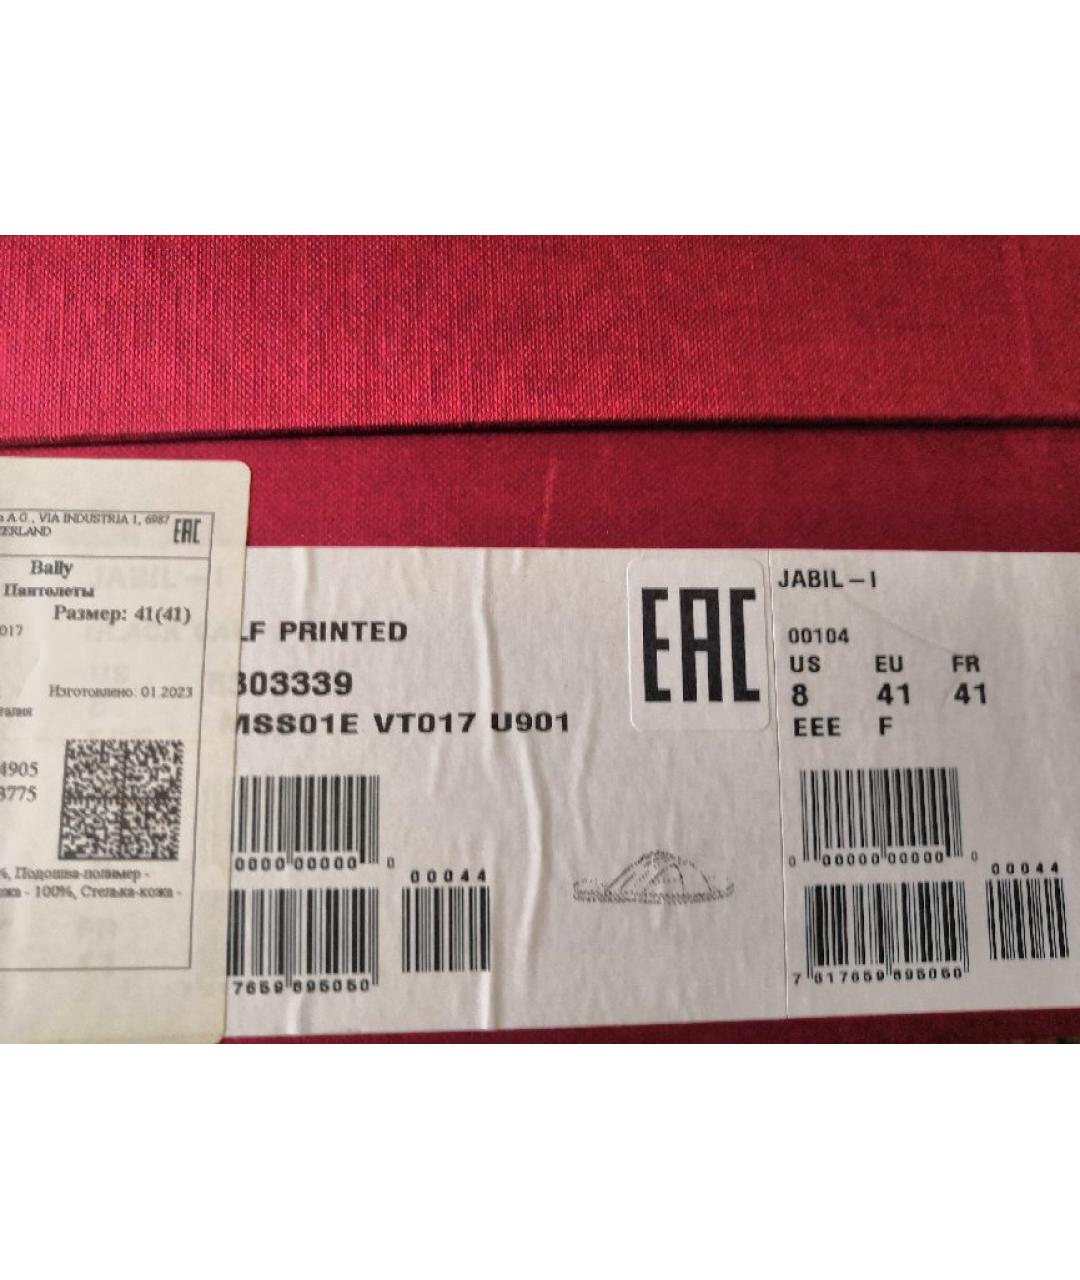 A.G., VIA INDUSTRIA 1, 6987
ERLAND
EAC
Bally
Пантолеты
Размер: 41(41)
017
Изготовлено: 01.2023
4905
3775
%, Подошва-полимер -
- 100%, Стелька-кожа -
LF PRINTED
303339
MSS01E VT017 U901
0000 00000 0
00044
7659 695050
EAC
JABIL-I
00104
US EU FR
8 41 41
EEE F
0 00000 00000 0
00044
7 617659 695050